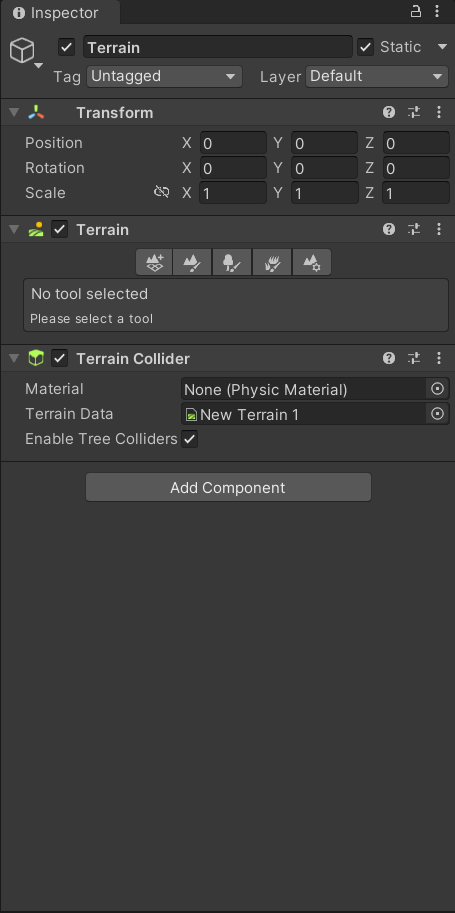 Inspector
Terrain
Static
Tag Untagged Layer Default
Transform
Position X 0 Y 0 Z 0
Rotation X 0 Y 0 Z 0
Scale X 1 Y 1 Z 1
Terrain
No tool selected
Please select a tool
Terrain Collider
Material None (Physic Material)
Terrain Data New Terrain 1
Enable Tree Colliders
Add Component